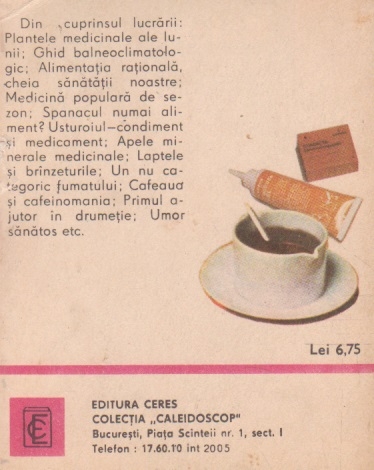 Din cuprinsul lucrării:
Plantele medicinale ale lu-
nii; Ghid balneoclimatolo-
gic; Alimentația rațională,
cheia sănătății noastre;
Medicină populară de se-
zon; Spanacul numai ali-
ment? Usturoiul—condiment
și medicament; Apele mi-
nerale medicinale; Laptele
și brînzeturile; Un nu ca-
tegoric fumatului; Cafeaua
și cafeinomania; Primul a-
jutor în drumeție; Umor
sănătos etc.
Lei 6,75
EDITURA CERES
COLECȚIA „CALEIDOSCOP"
București, Piața Scînteii nr. 1, sect. I
Telefon : 17.60.10 int 2005
CE